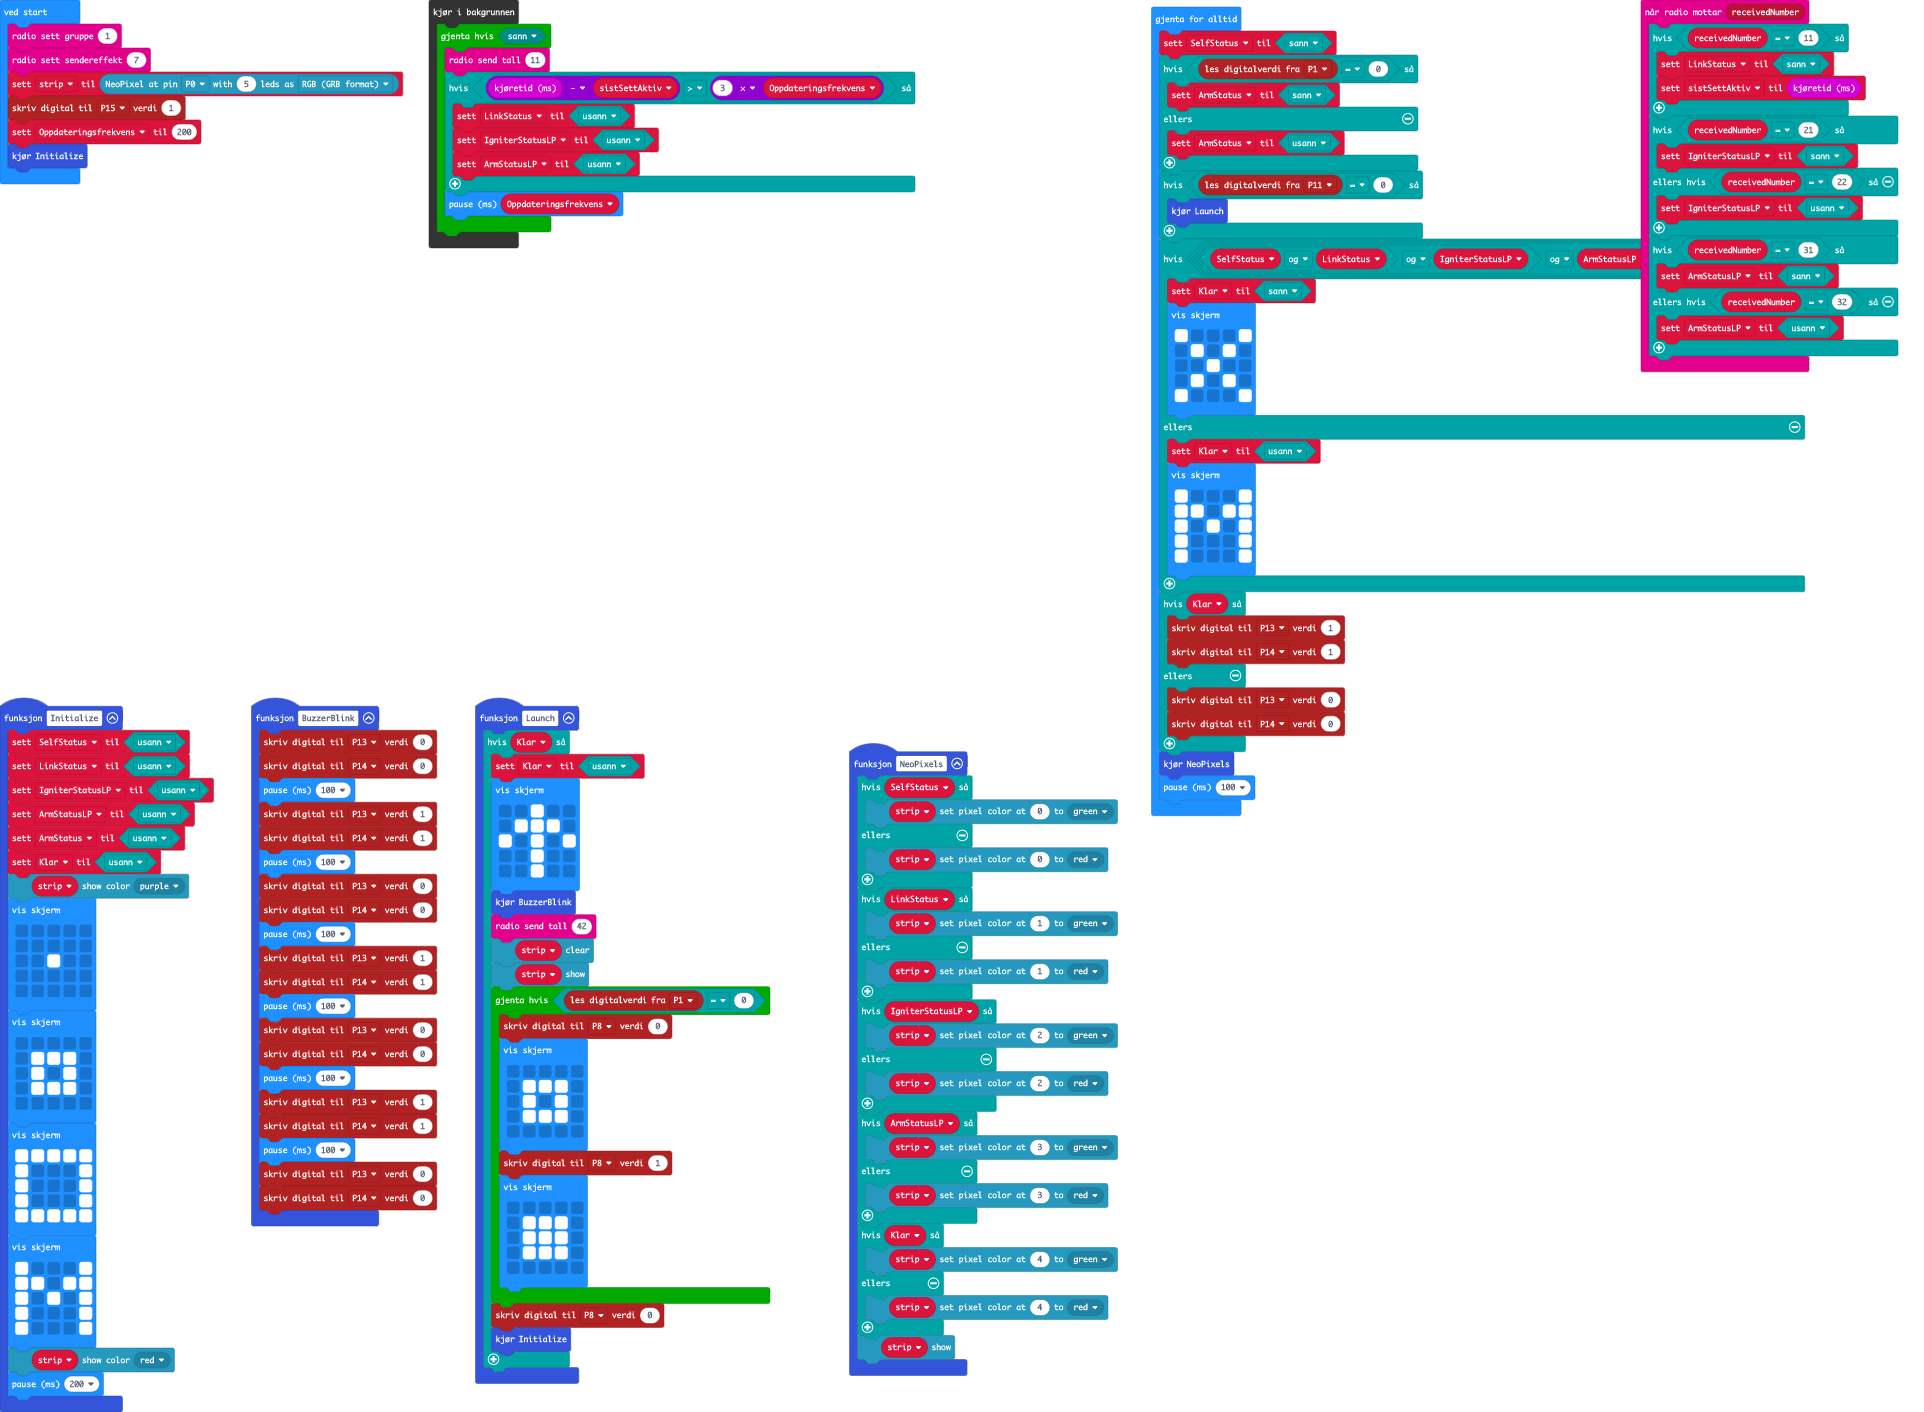 ved start
radio sett gruppe 1
radio sett sendereffekt 7
sett strip til NeoPixel at pin P0 with 5 leds as RGB (GRB format)
skriv digital til P15 verdi 1
sett Oppdateringsfrekvens til 200
kjør Initialize
kjør i bakgrunnen
gjenta hvis sann
radio send tall 11
hvis kjøretid (ms) - sistSettAktiv > 3 × Oppdateringsfrekvens så
sett LinkStatus til usann
sett IgniterStatusLP til usann
sett ArmStatusLP til usann
pause (ms) Oppdateringsfrekvens
gjenta for alltid
sett SelfStatus til sann
hvis les digitalverdi fra P1 = 0 så
sett ArmStatus til sann
ellers
sett ArmStatus til usann
hvis les digitalverdi fra P11 = 0 så
kjør Launch
hvis SelfStatus og LinkStatus og IgniterStatusLP og ArmStatusLP
sett Klar til sann
vis skjerm
ellers
sett Klar til usann
vis skjerm
hvis Klar så
skriv digital til P13 verdi 1
skriv digital til P14 verdi 1
ellers
skriv digital til P13 verdi 0
skriv digital til P14 verdi 0
kjør NeoPixels
pause (ms) 100
når radio mottar receivedNumber
hvis receivedNumber = 11 så
sett LinkStatus til sann
sett sistSettAktiv til kjøretid (ms)
hvis receivedNumber = 21 så
sett IgniterStatusLP til sann
ellers hvis receivedNumber = 22 så
sett IgniterStatusLP til usann
hvis receivedNumber = 31 så
sett ArmStatusLP til sann
ellers hvis receivedNumber = 32 så
sett ArmStatusLP til usann
funksjon Initialize
sett SelfStatus til usann
sett LinkStatus til usann
sett IgniterStatusLP til usann
sett ArmStatusLP til usann
sett ArmStatus til usann
sett Klar til usann
strip show color purple
vis skjerm
vis skjerm
vis skjerm
vis skjerm
strip show color red
pause (ms) 200
funksjon BuzzerBlink
skriv digital til P13 verdi 0
skriv digital til P14 verdi 0
pause (ms) 100
skriv digital til P13 verdi 1
skriv digital til P14 verdi 1
pause (ms) 100
skriv digital til P13 verdi 0
skriv digital til P14 verdi 0
pause (ms) 100
skriv digital til P13 verdi 1
skriv digital til P14 verdi 1
pause (ms) 100
skriv digital til P13 verdi 0
skriv digital til P14 verdi 0
pause (ms) 100
skriv digital til P13 verdi 1
skriv digital til P14 verdi 1
pause (ms) 100
skriv digital til P13 verdi 0
skriv digital til P14 verdi 0
funksjon Launch
hvis Klar så
sett Klar til usann
vis skjerm
kjør BuzzerBlink
radio send tall 42
strip clear
strip show
gjenta hvis les digitalverdi fra P1 = 0
skriv digital til P8 verdi 0
vis skjerm
skriv digital til P8 verdi 1
vis skjerm
skriv digital til P8 verdi 0
kjør Initialize
funksjon NeoPixels
hvis SelfStatus så
strip set pixel color at 0 to green
ellers
strip set pixel color at 0 to red
hvis LinkStatus så
strip set pixel color at 1 to green
ellers
strip set pixel color at 1 to red
hvis IgniterStatusLP så
strip set pixel color at 2 to green
ellers
strip set pixel color at 2 to red
hvis ArmStatusLP så
strip set pixel color at 3 to green
ellers
strip set pixel color at 3 to red
hvis Klar så
strip set pixel color at 4 to green
ellers
strip set pixel color at 4 to red
strip show